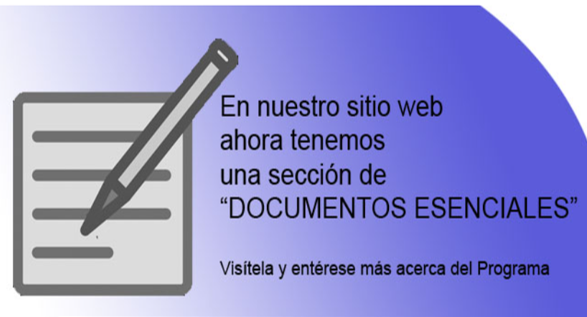 En nuestro sitio web
ahora tenemos
una sección de
“DOCUMENTOS ESENCIALES”
Visítela y entérese más acerca del Programa